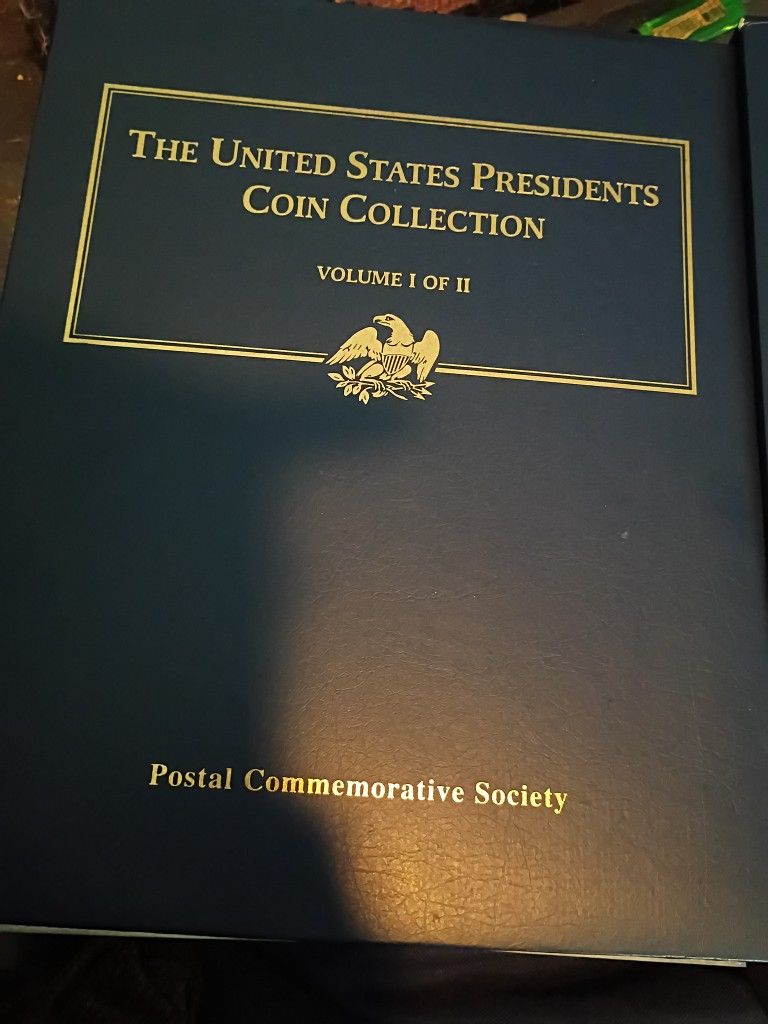 THE UNITED STATES PRESIDENTS
COIN COLLECTION
VOLUME I OF II
Postal Commemorative Society